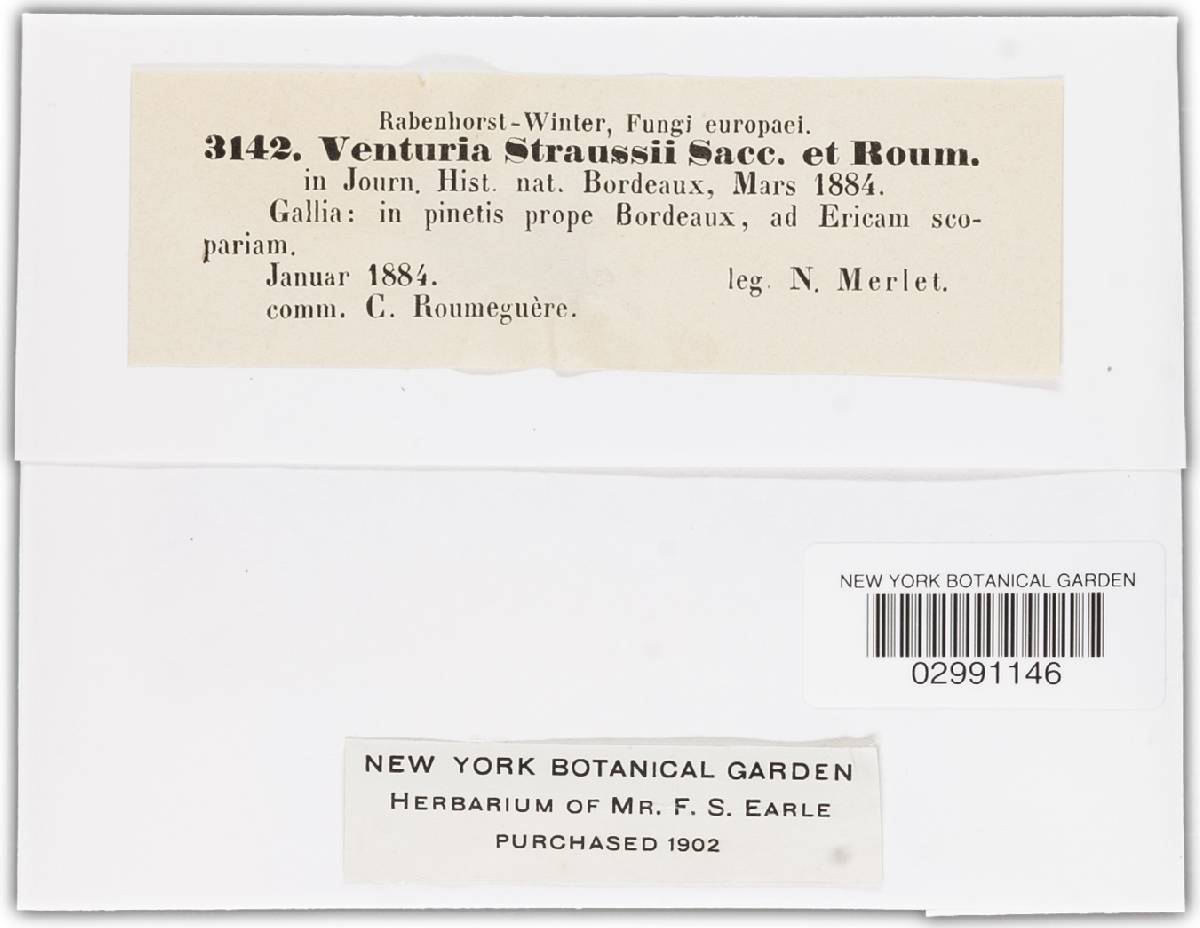 Rabenhorst-Winter, Fungi europaei.
3142. Venturia Straussii Sacc. et Roum.
in Journ. Hist. nat. Bordeaux, Mars 1884.
Gallia: in pinetis prope Bordeaux, ad Ericam sco-
pariam.
Januar 1884. leg. N. Merlet.
comm. C. Roumeguère.
NEW YORK BOTANICAL GARDEN
02991146
NEW YORK BOTANICAL GARDEN
HERBARIUM OF MR. F. S. EARLE
PURCHASED 1902